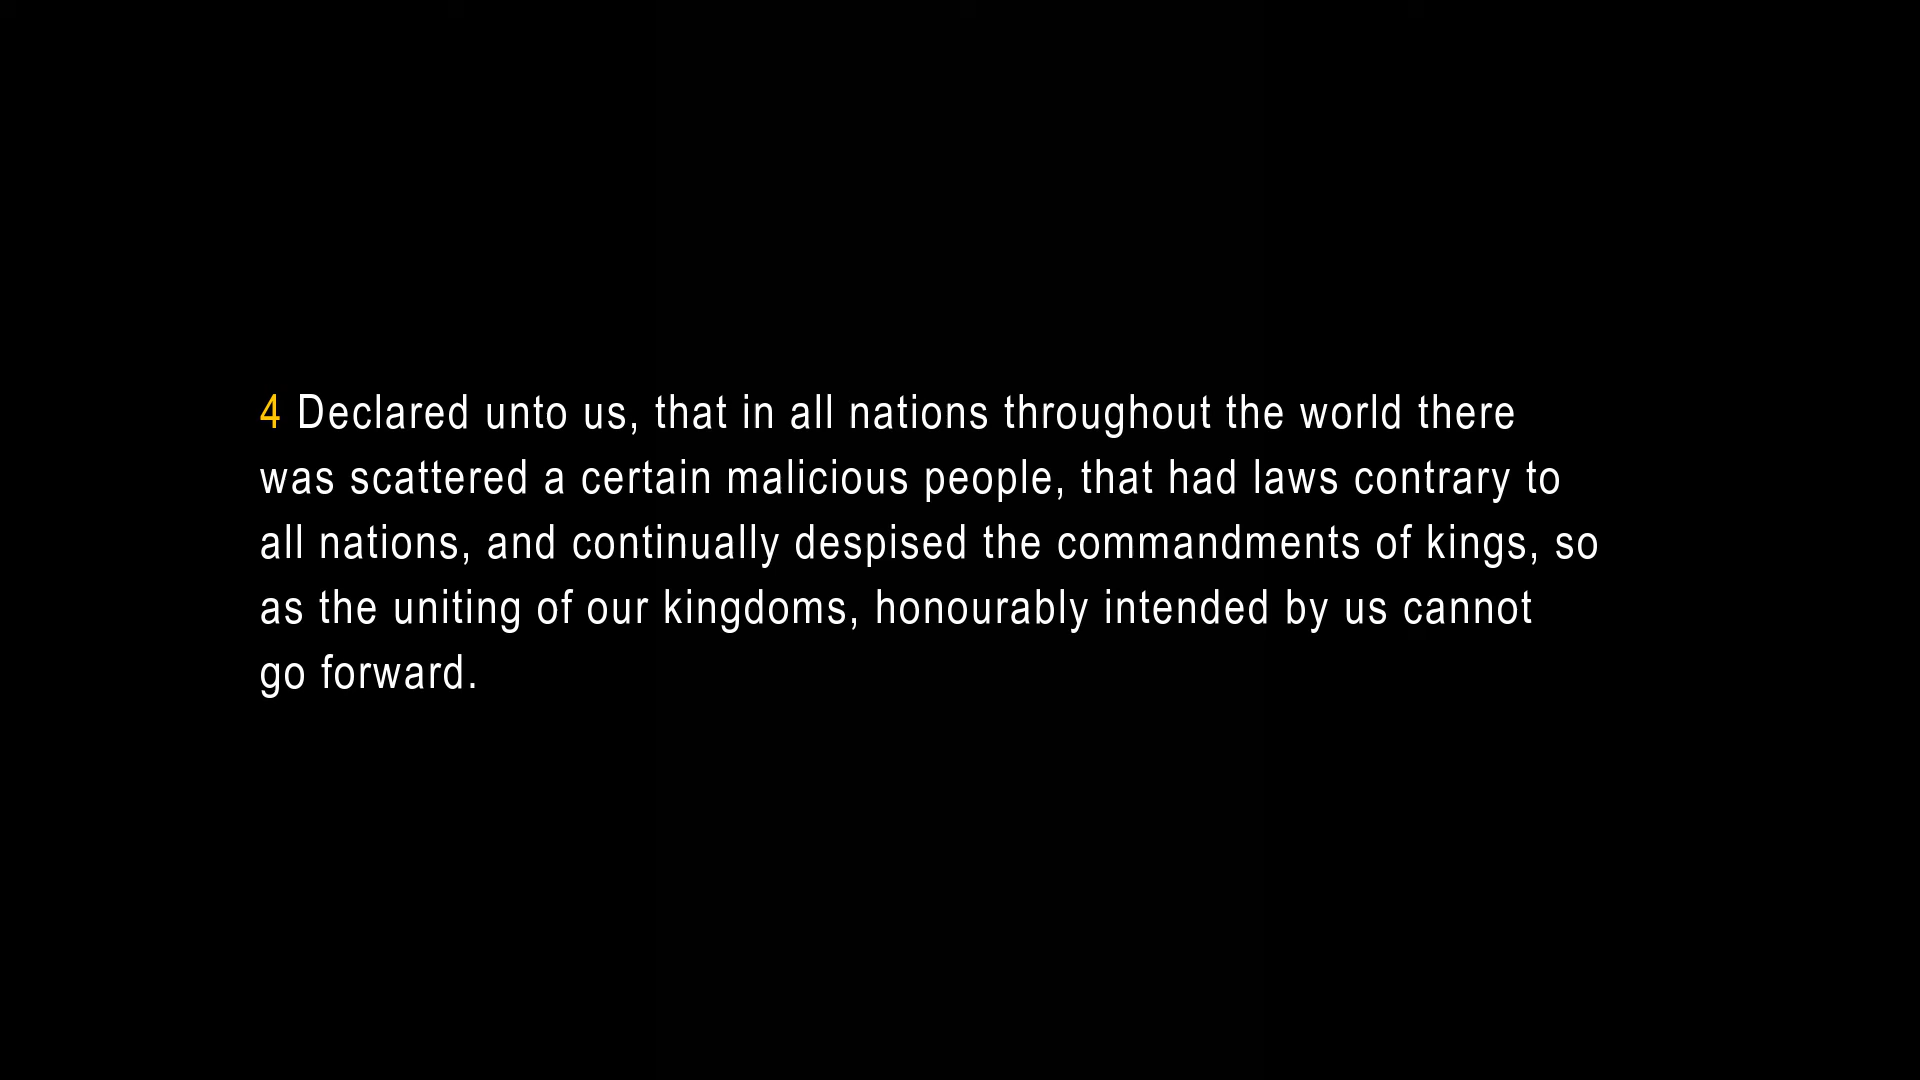 4 Declared unto us, that in all nations throughout the world there
was scattered a certain malicious people, that had laws contrary to
all nations, and continually despised the commandments of kings, so
as the uniting of our kingdoms, honourably intended by us cannot
go forward.